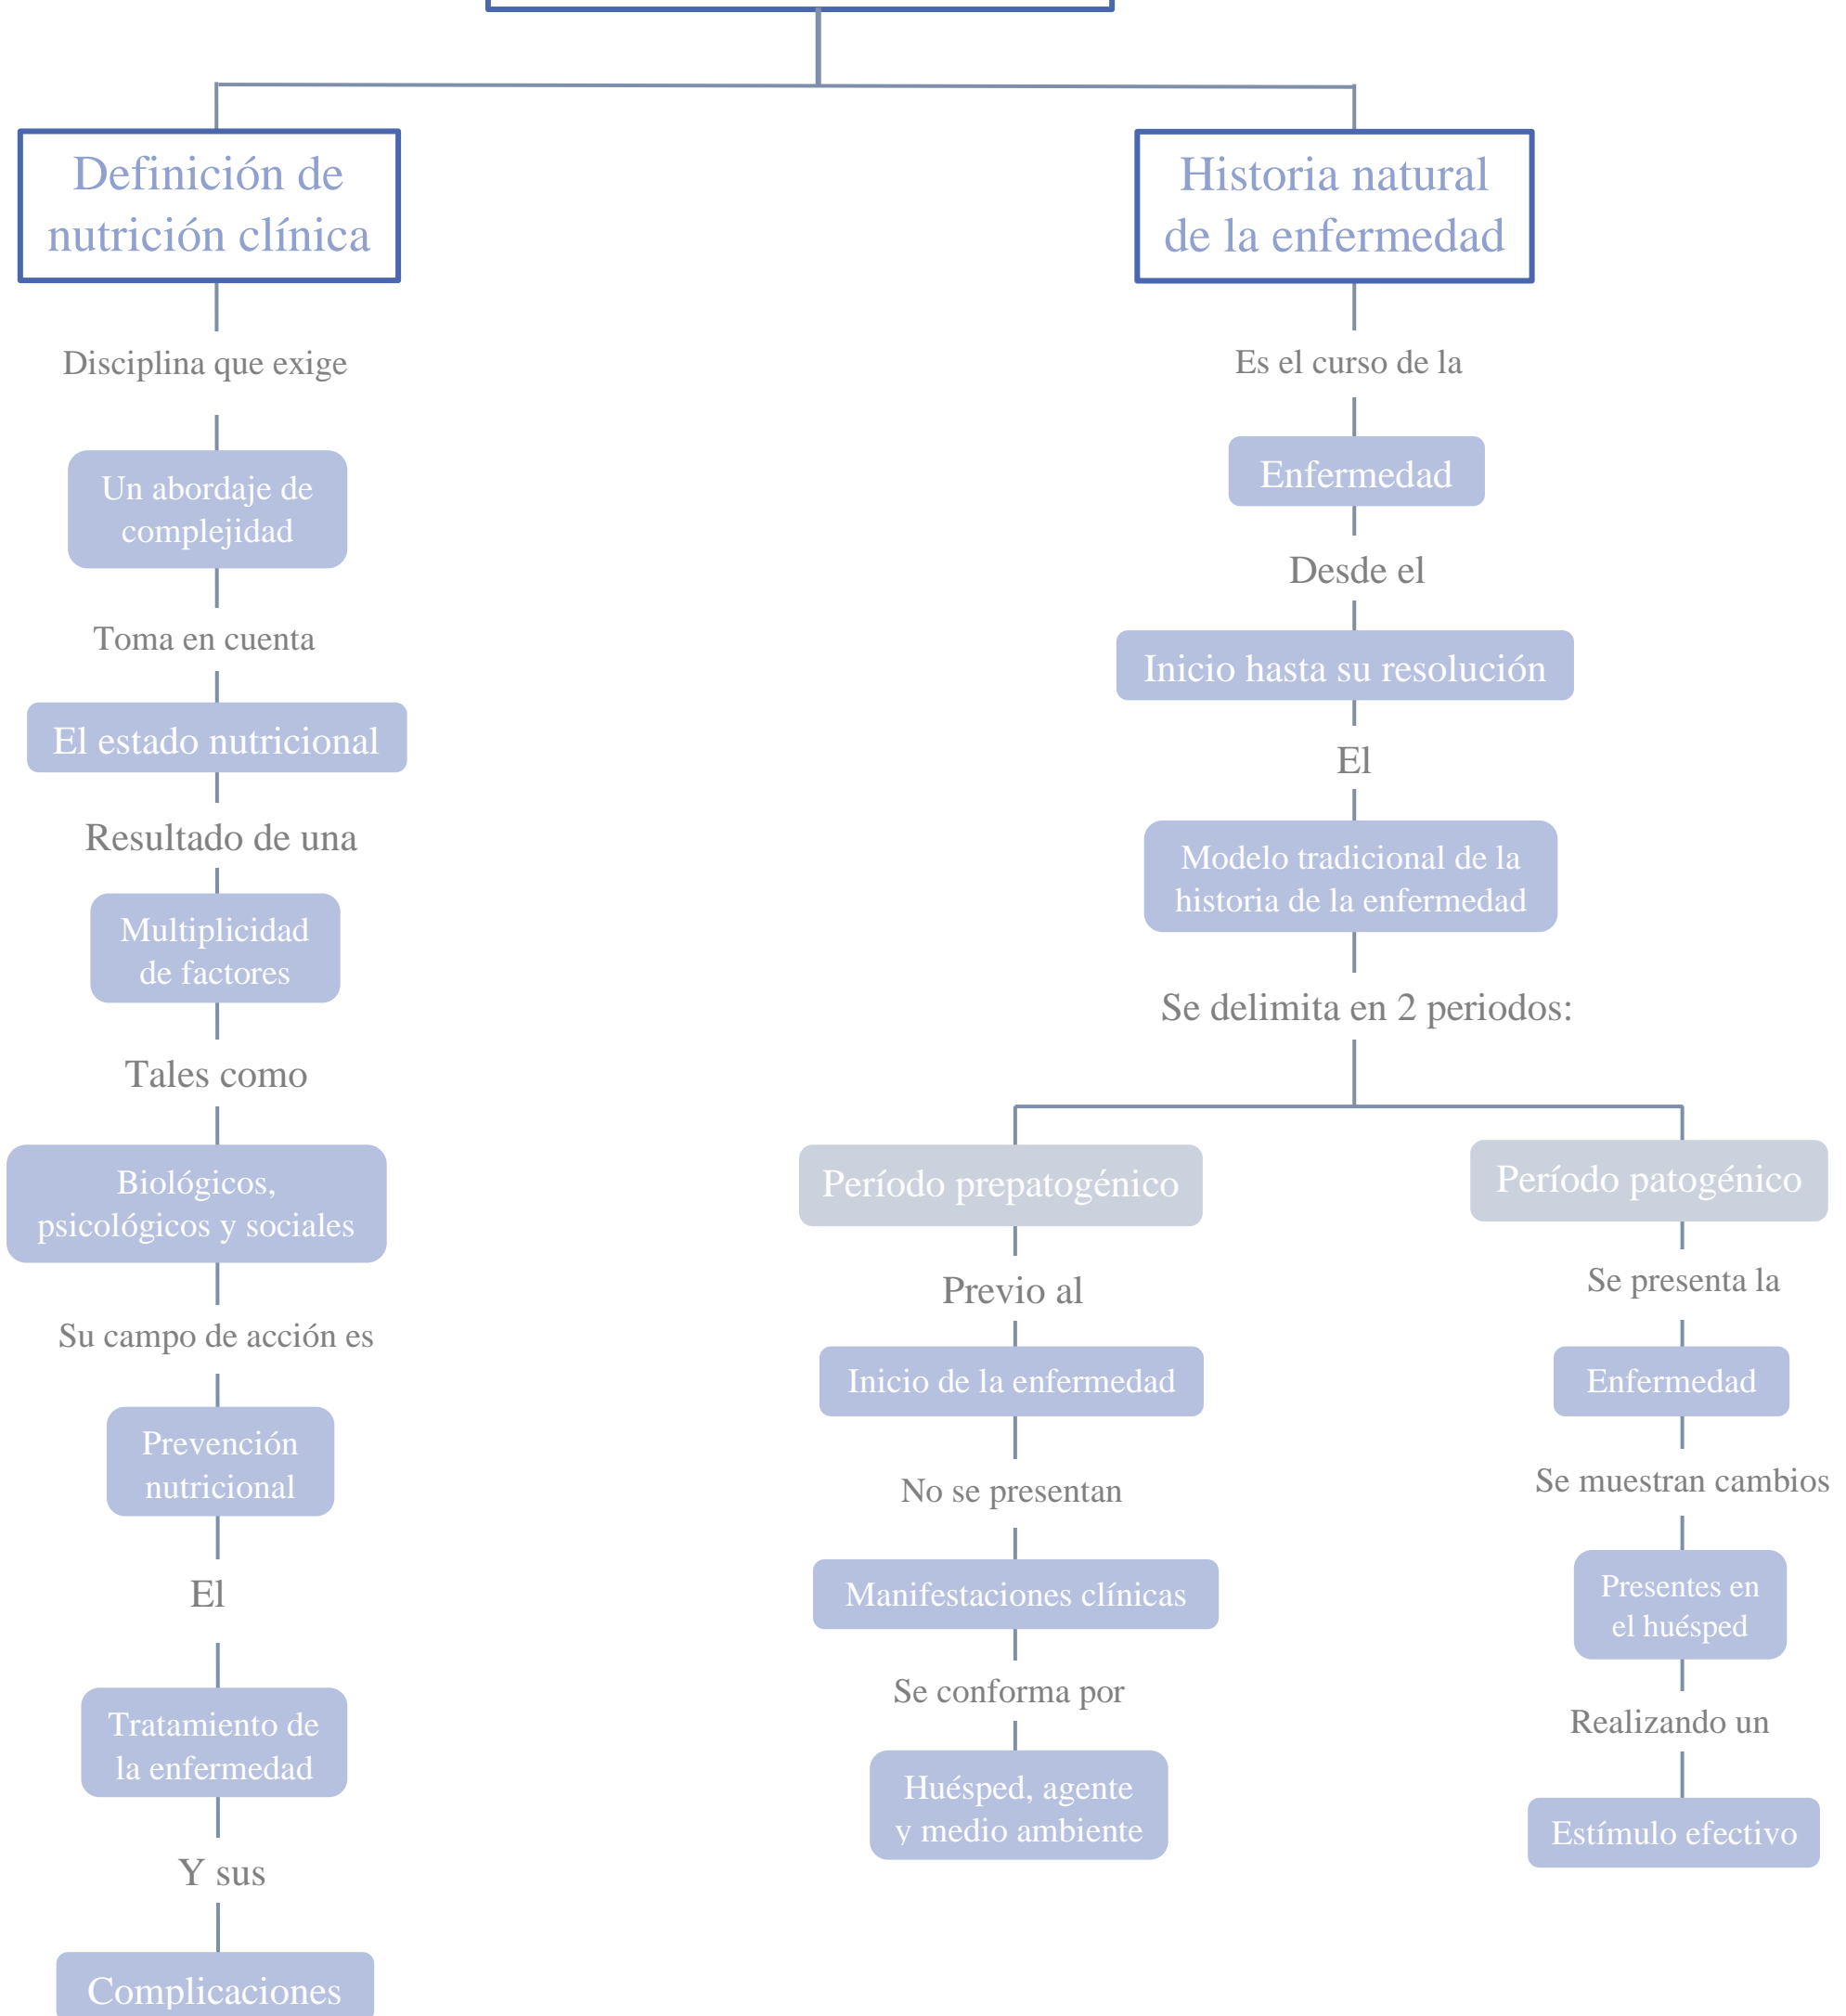 Definición de
nutrición clínica
Disciplina que exige
Un abordaje de
complejidad
Toma en cuenta
El estado nutricional
Resultado de una
Multiplicidad
de factores
Tales como
Biológicos,
psicológicos y sociales
Su campo de acción es
Prevención
nutricional
El
Tratamiento de
la enfermedad
Y sus
Complicaciones
Historia natural
de la enfermedad
Es el curso de la
Enfermedad
Desde el
Inicio hasta su resolución
El
Modelo tradicional de la
historia de la enfermedad
Se delimita en 2 periodos:
Período prepatogénico
Previo al
Inicio de la enfermedad
No se presentan
Manifestaciones clínicas
Se conforma por
Huésped, agente
y medio ambiente
Período patogénico
Se presenta la
Enfermedad
Se muestran cambios
Presentes en
el huésped
Realizando un
Estímulo efectivo